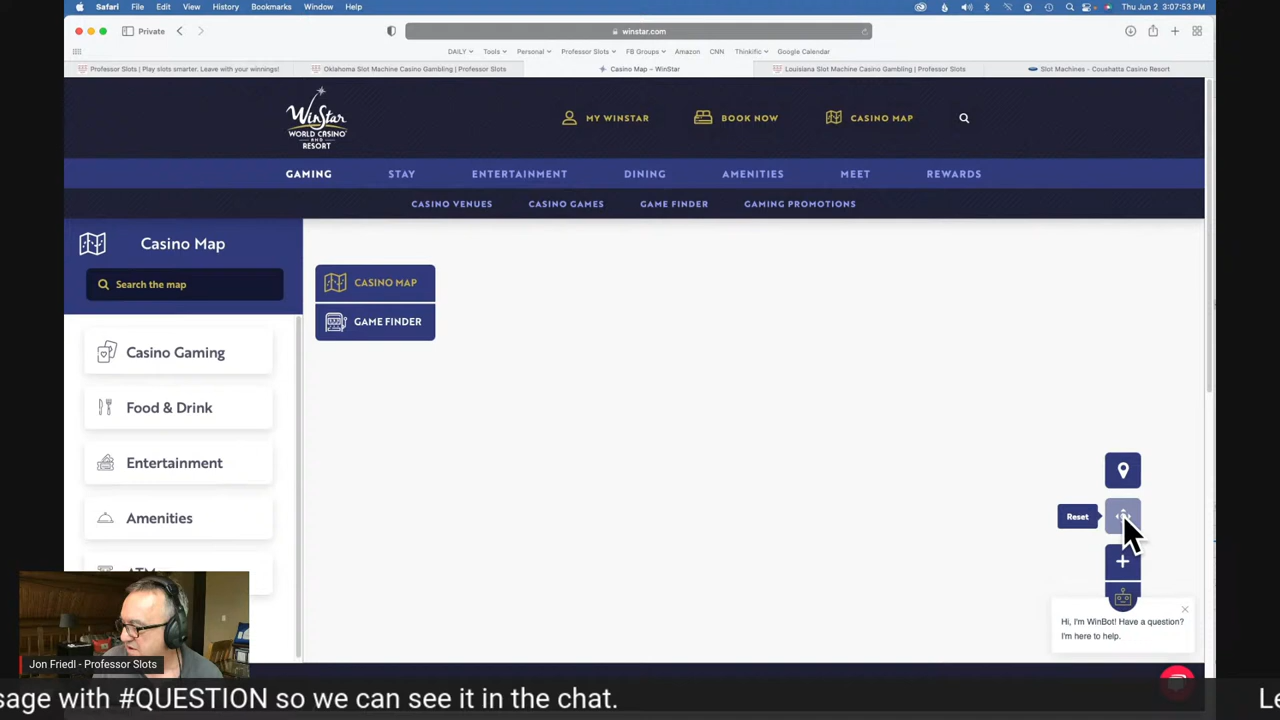 Safari File Edit View History Bookmarks Window Help Thu Jun 2 3:07:53 PM
Private winstar.com
DAILY Tools Personal Professor Slots FB Groups Amazon CNN Thinkific Google Calendar
Professor Slots | Play slots smarter. Leave with your winnings! Oklahoma Slot Machine Casino Gambling | Professor Slots Casino Map – WinStar Louisiana Slot Machine Casino Gambling | Professor Slots Slot Machines - Coushatta Casino Resort
WINSTAR
WORLD CASINO
AND
RESORT
MY WINSTAR BOOK NOW CASINO MAP
GAMING STAY ENTERTAINMENT DINING AMENITIES MEET REWARDS
CASINO VENUES CASINO GAMES GAME FINDER GAMING PROMOTIONS
Casino Map
Search the map
CASINO MAP
GAME FINDER
Casino Gaming
Food & Drink
Entertainment
Amenities
Reset
Hi, I'm WinBot! Have a question?
I'm here to help.
Jon Friedl - Professor Slots
sage with #QUESTION so we can see it in the chat. Le